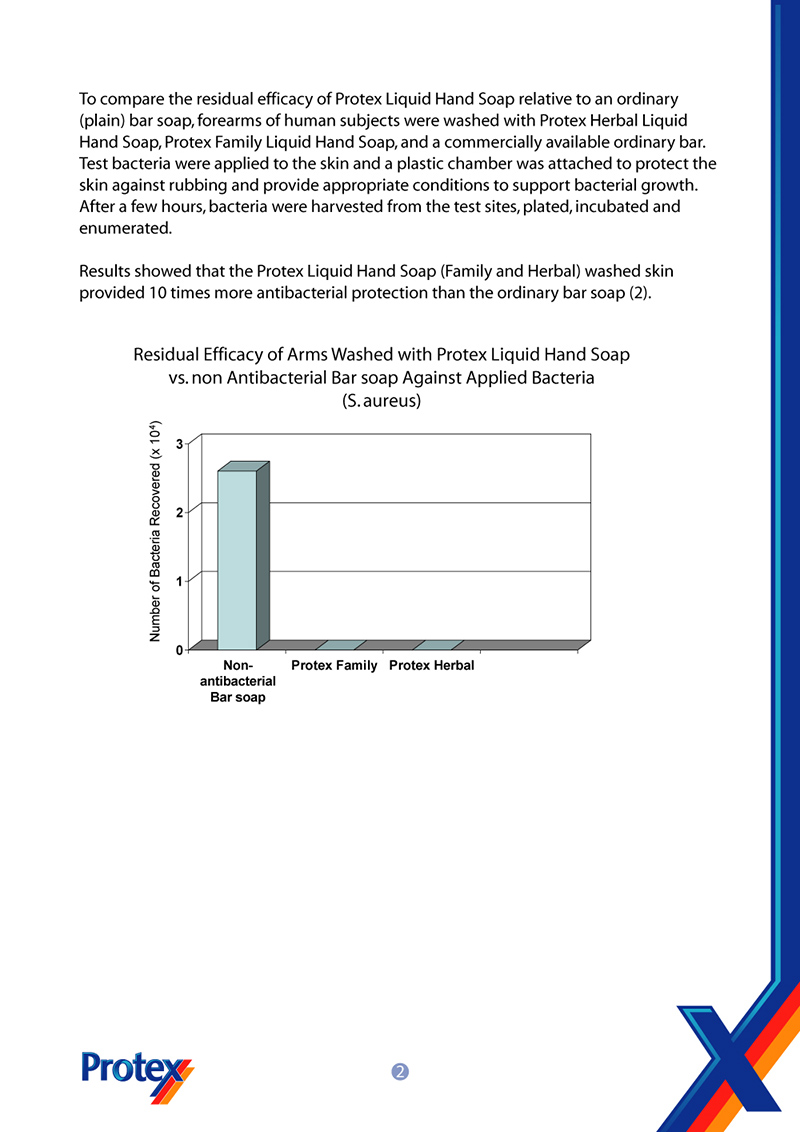 To compare the residual efficacy of Protex Liquid Hand Soap relative to an ordinary
(plain) bar soap, forearms of human subjects were washed with Protex Herbal Liquid
Hand Soap, Protex Family Liquid Hand Soap, and a commercially available ordinary bar.
Test bacteria were applied to the skin and a plastic chamber was attached to protect the
skin against rubbing and provide appropriate conditions to support bacterial growth.
After a few hours, bacteria were harvested from the test sites, plated, incubated and
enumerated.
Results showed that the Protex Liquid Hand Soap (Family and Herbal) washed skin
provided 10 times more antibacterial protection than the ordinary bar soap (2).
Residual Efficacy of Arms Washed with Protex Liquid Hand Soap
vs. non Antibacterial Bar soap Against Applied Bacteria
(S. aureus)
Number of Bacteria Recovered (x 10⁴)
3
2
1
0
Non-
antibacterial
Bar soap
Protex Family
Protex Herbal
Protex
2
X